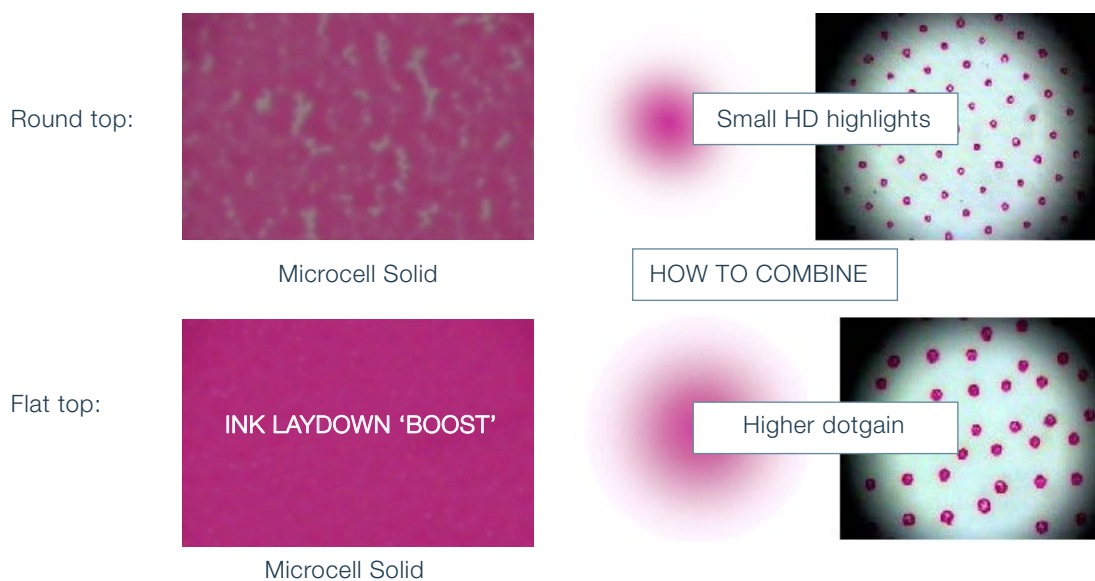 Round top:
Small HD highlights
Microcell Solid
HOW TO COMBINE
Flat top:
INK LAYDOWN ‘BOOST’
Higher dotgain
Microcell Solid